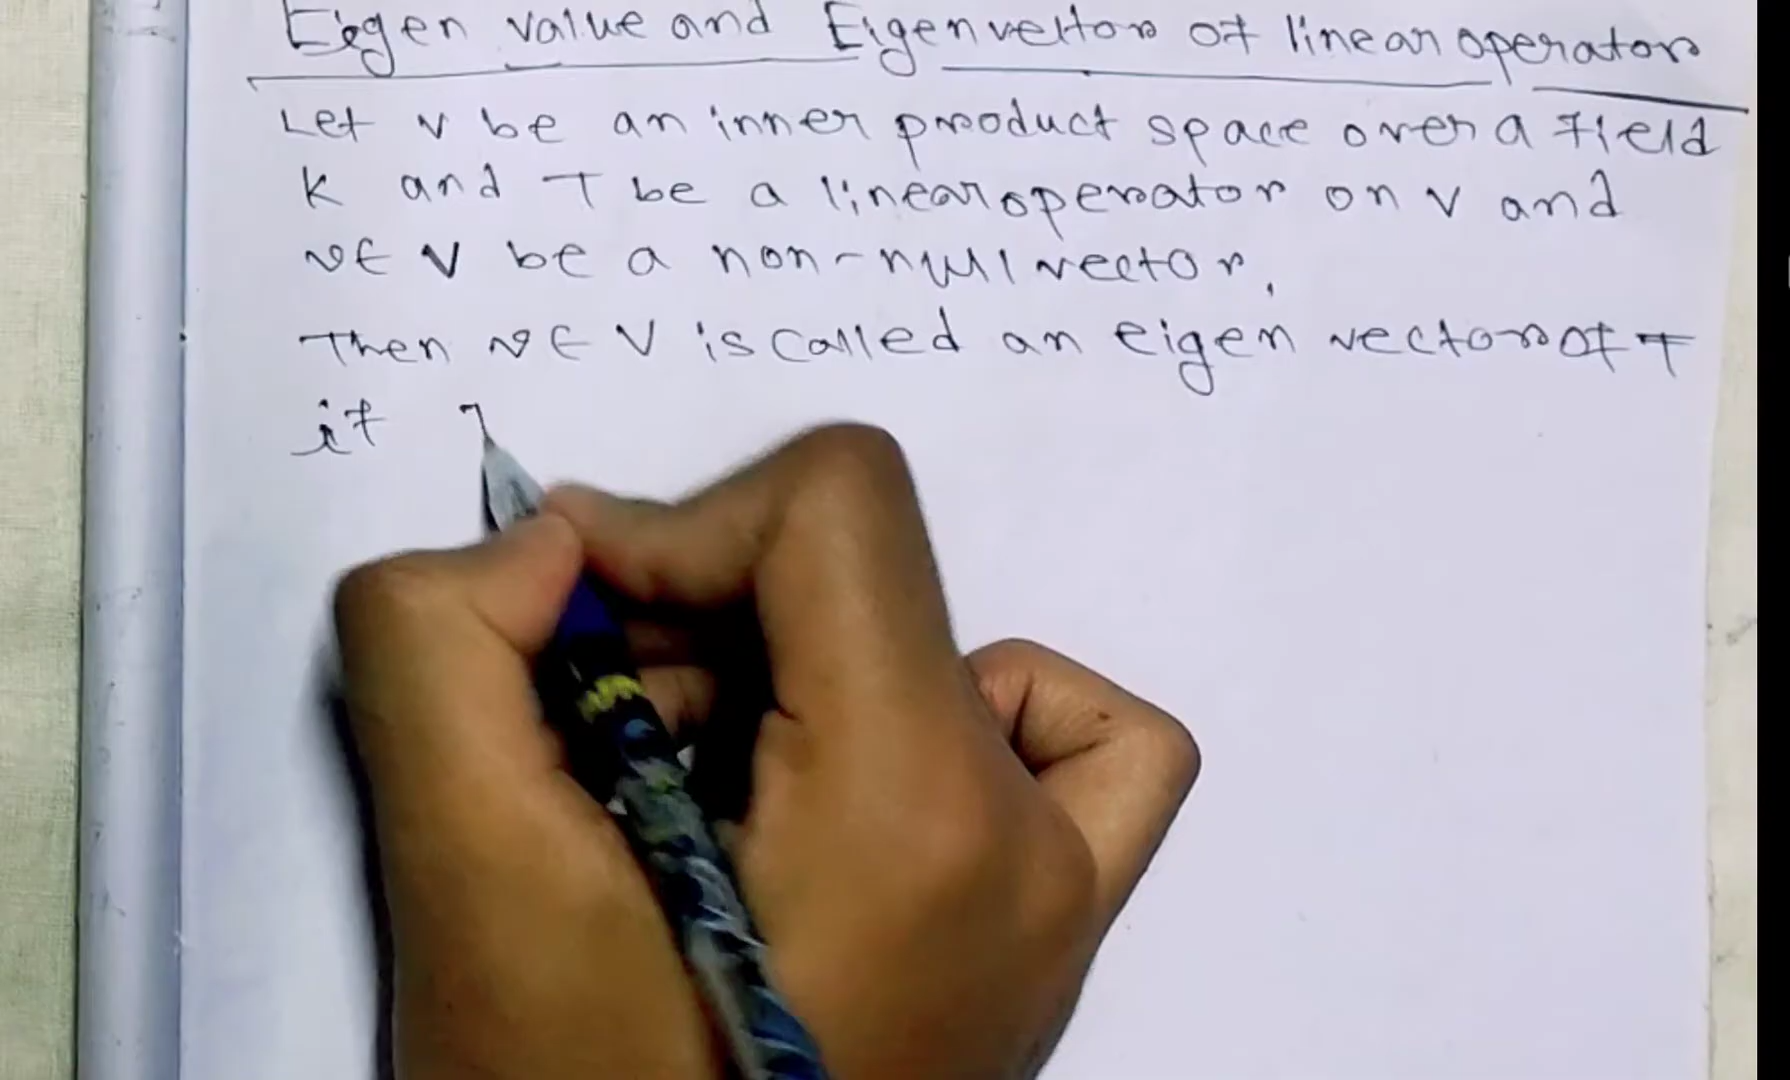 Eigen value and Eigenvector of linear operator
Let V be an inner product space over a field
K and T be a linear operator on V and
v ∈ V be a non-null vector.
Then v ∈ V is called an eigen vector of T
if